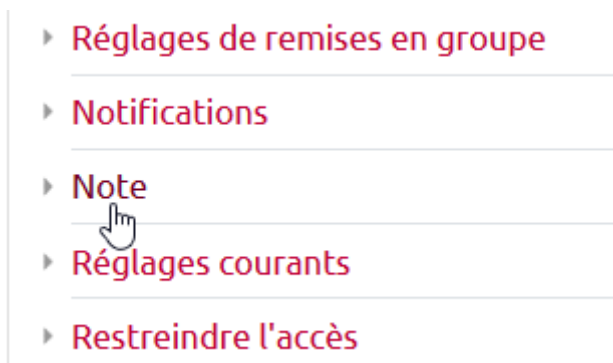 Réglages de remises en groupe
Notifications
Note
Réglages courants
Restreindre l'accès